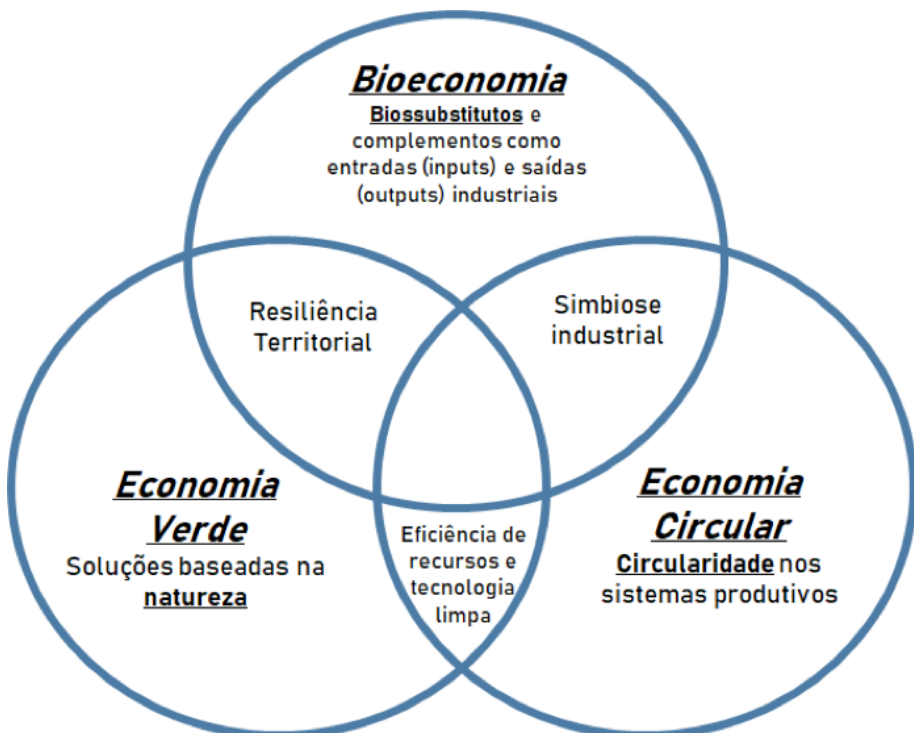 Bioeconomia
Biossubstitutos e
complementos como
entradas (inputs) e saídas
(outputs) industriais
Resiliência
Territorial
Simbiose
industrial
Economia
Verde
Soluções baseadas na
natureza
Eficiência de
recursos e
tecnologia
limpa
Economia
Circular
Circularidade nos
sistemas produtivos